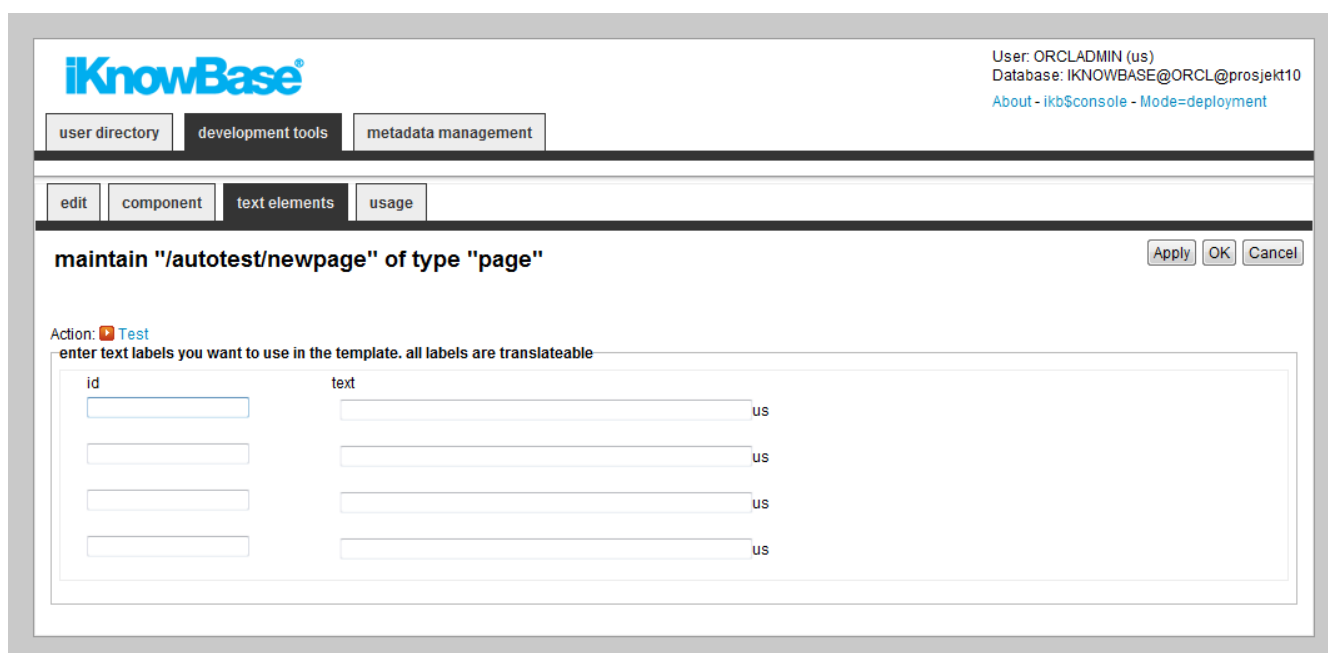 iKnowBase®
User: ORCLADMIN (us)
Database: IKNOWBASE@ORCL@prosjekt10
About - ikb$console - Mode=deployment
user directory development tools metadata management
edit component text elements usage
maintain "/autotest/newpage" of type "page"
Apply OK Cancel
Action: Test
enter text labels you want to use in the template. all labels are translateable
id text
us
us
us
us